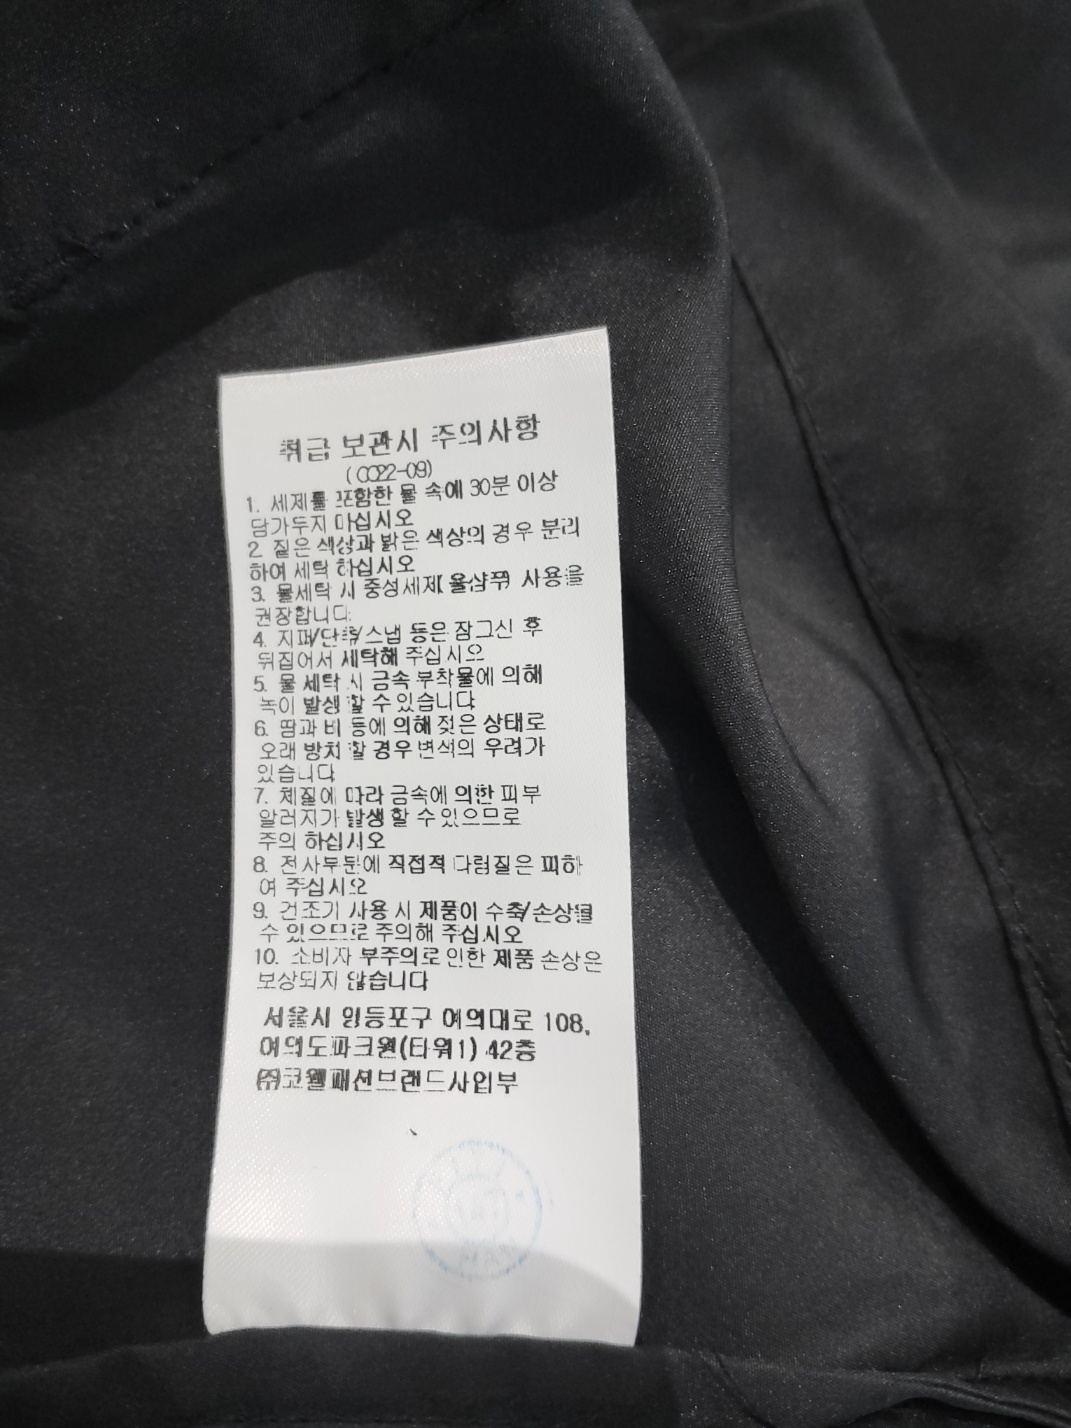 취급 보관시 주의사항
(CQ22-09)
1. 세제를 포함한 물 속에 30분 이상
담가두지 마십시오
2. 짙은 색상과 밝은 색상의 경우 분리
하여 세탁 하십시오
3. 물세탁 시 중성세제(울샴푸) 사용을
권장합니다.
4. 지퍼/단추/스냅 등은 잠그신 후
뒤집어서 세탁해 주십시오
5. 물 세탁 시 금속 부착물에 의해
녹이 발생 할 수 있습니다
6. 땀과 비 등에 의해 젖은 상태로
오래 방치 할 경우 변색의 우려가
있습니다
7. 체질에 따라 금속에 의한 피부
알러지가 발생 할 수 있으므로
주의 하십시오
8. 전사부분에 직접적 다림질은 피하
여 주십시오
9. 건조기 사용 시 제품이 수축/손상될
수 있으므로 주의해 주십시오
10. 소비자 부주의로 인한 제품 손상은
보상되지 않습니다
서울시 영등포구 여의대로 108,
여의도파크원(타워1) 42층
㈜코웰패션브랜드사업부